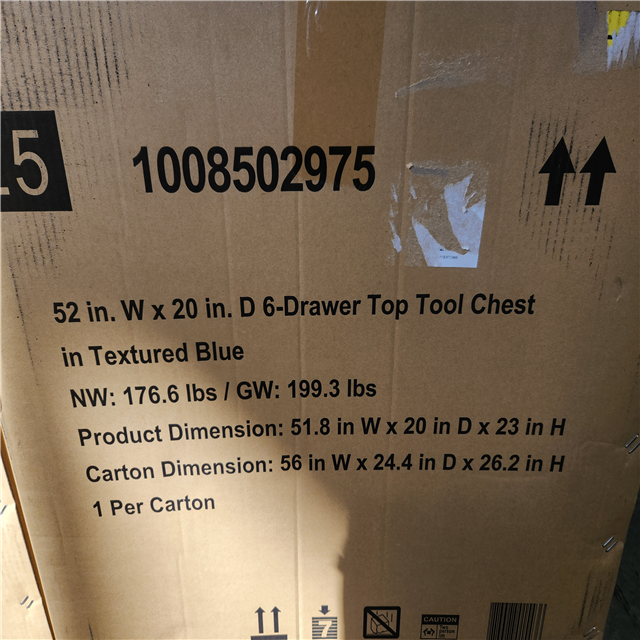 15
1008502975
52 in. W x 20 in. D 6-Drawer Top Tool Chest
in Textured Blue
NW: 176.6 lbs / GW: 199.3 lbs
Product Dimension: 51.8 in W x 20 in D x 23 in H
Carton Dimension: 56 in W x 24.4 in D x 26.2 in H
1 Per Carton
7
CAUTION